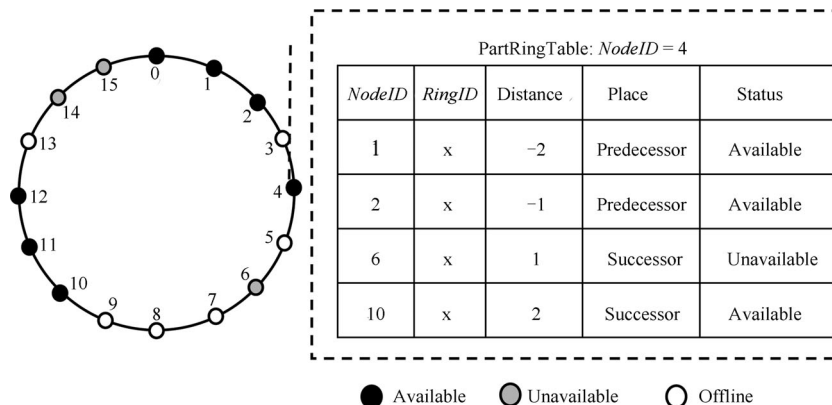 PartRingTable: NodeID = 4
NodeID RingID Distance Place Status
1 x −2 Predecessor Available
2 x −1 Predecessor Available
6 x 1 Successor Unavailable
10 x 2 Successor Available
0
1
2
3
4
5
6
7
8
9
10
11
12
13
14
15
Available Unavailable Offline